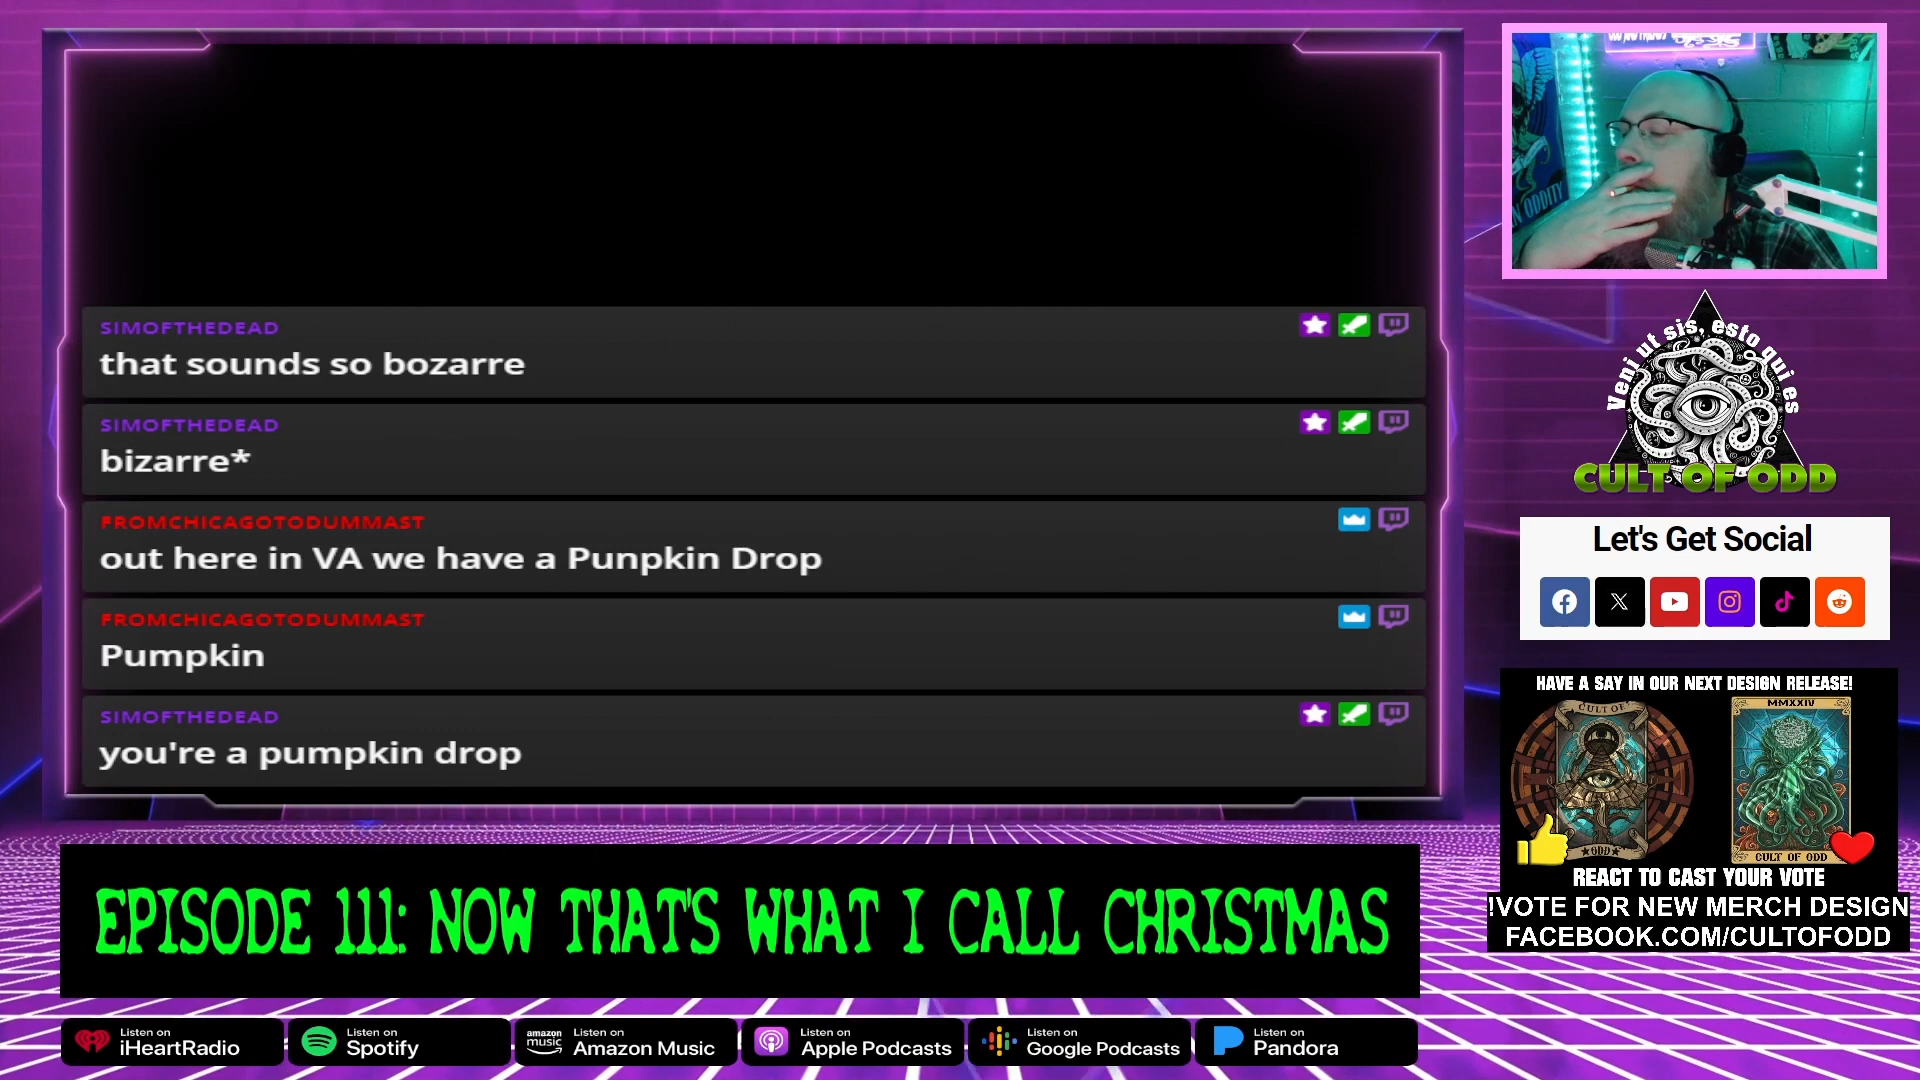 SIMOFTHEDEAD
that sounds so bozarre
SIMOFTHEDEAD
bizarre*
FROMCHICAGOTODUMMAST
out here in VA we have a Punpkin Drop
FROMCHICAGOTODUMMAST
Pumpkin
SIMOFTHEDEAD
you're a pumpkin drop
EPISODE 111: NOW THAT'S WHAT I CALL CHRISTMAS
Listen on
iHeartRadio
Listen on
Spotify
amazon
music
Listen on
Amazon Music
Listen on
Apple Podcasts
Listen on
Google Podcasts
Listen on
Pandora
N ODDITY
Veni ut sis, esto qui es
CULT OF ODD
Let's Get Social
HAVE A SAY IN OUR NEXT DESIGN RELEASE!
CULT OF
ODD
MMXXIV
CULT OF ODD
REACT TO CAST YOUR VOTE
!VOTE FOR NEW MERCH DESIGN
FACEBOOK.COM/CULTOFODD